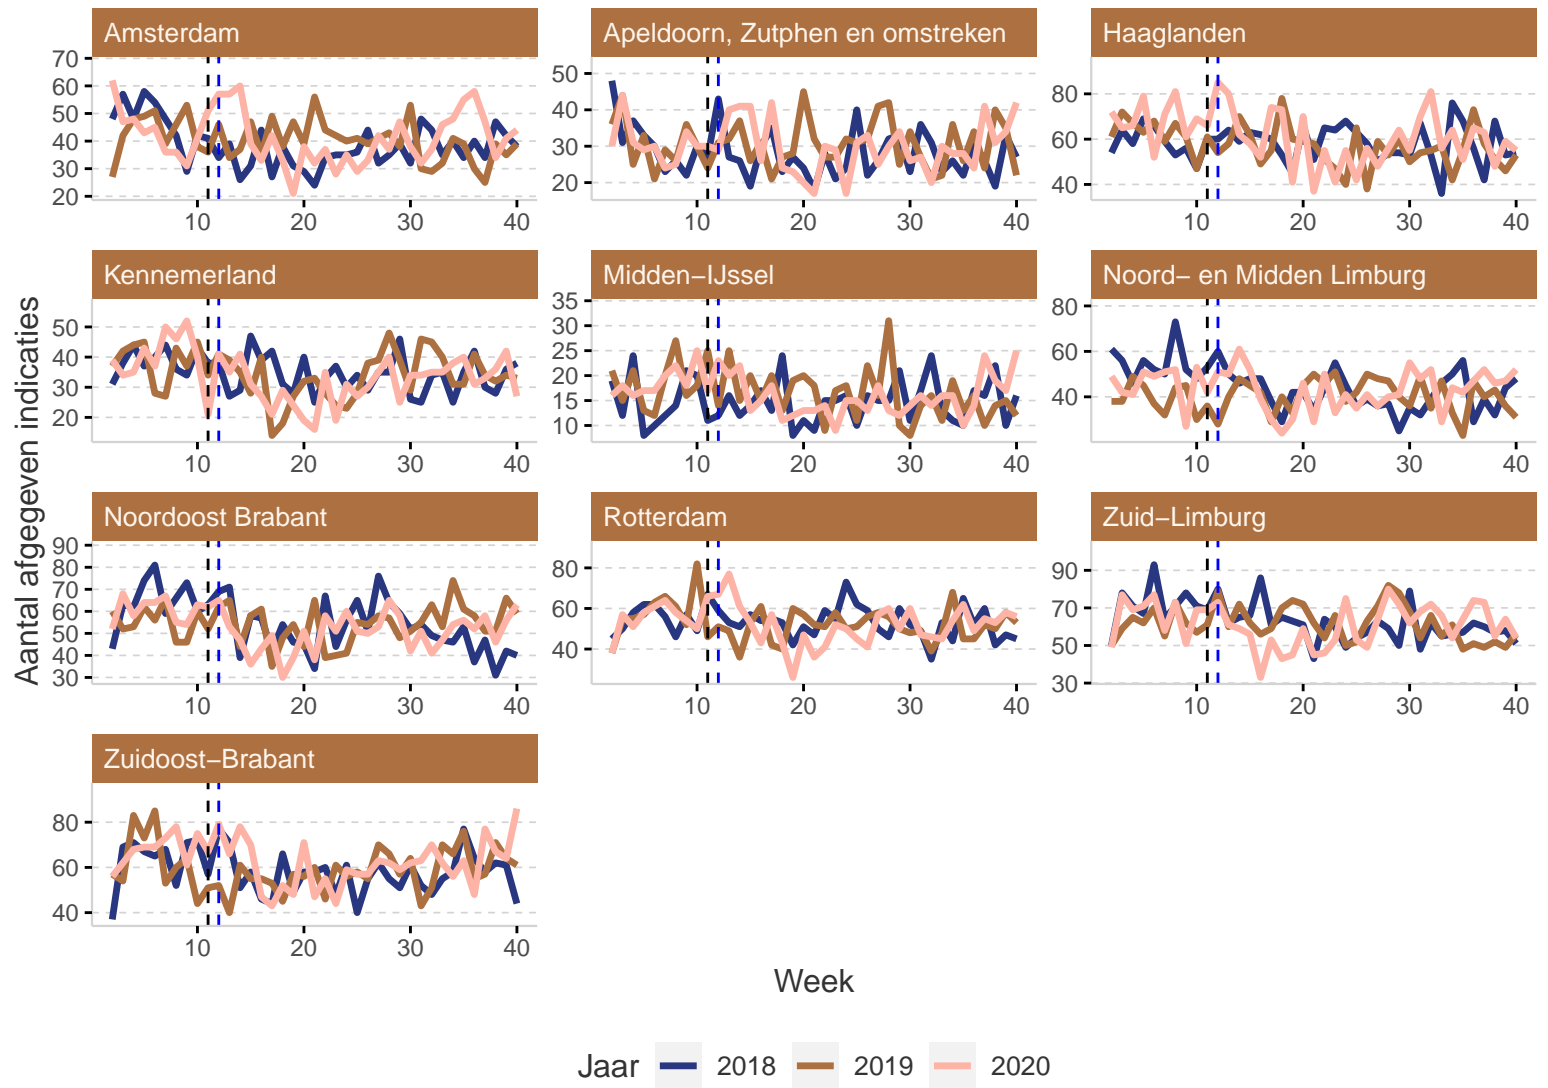 Aantal afgegeven indicaties
Amsterdam
70
60
50
40
30
20
10 20 30 40
Apeldoorn, Zutphen en omstreken
50
40
30
20
10 20 30 40
Haaglanden
80
60
40
10 20 30 40
Kennemerland
50
40
30
20
10 20 30 40
Midden−IJssel
35
30
25
20
15
10
10 20 30 40
Noord− en Midden Limburg
80
60
40
10 20 30 40
Noordoost Brabant
90
80
70
60
50
40
30
10 20 30 40
Rotterdam
80
60
40
10 20 30 40
Zuid−Limburg
90
70
50
30
10 20 30 40
Zuidoost−Brabant
80
60
40
10 20 30 40
Week
Jaar 2018 2019 2020